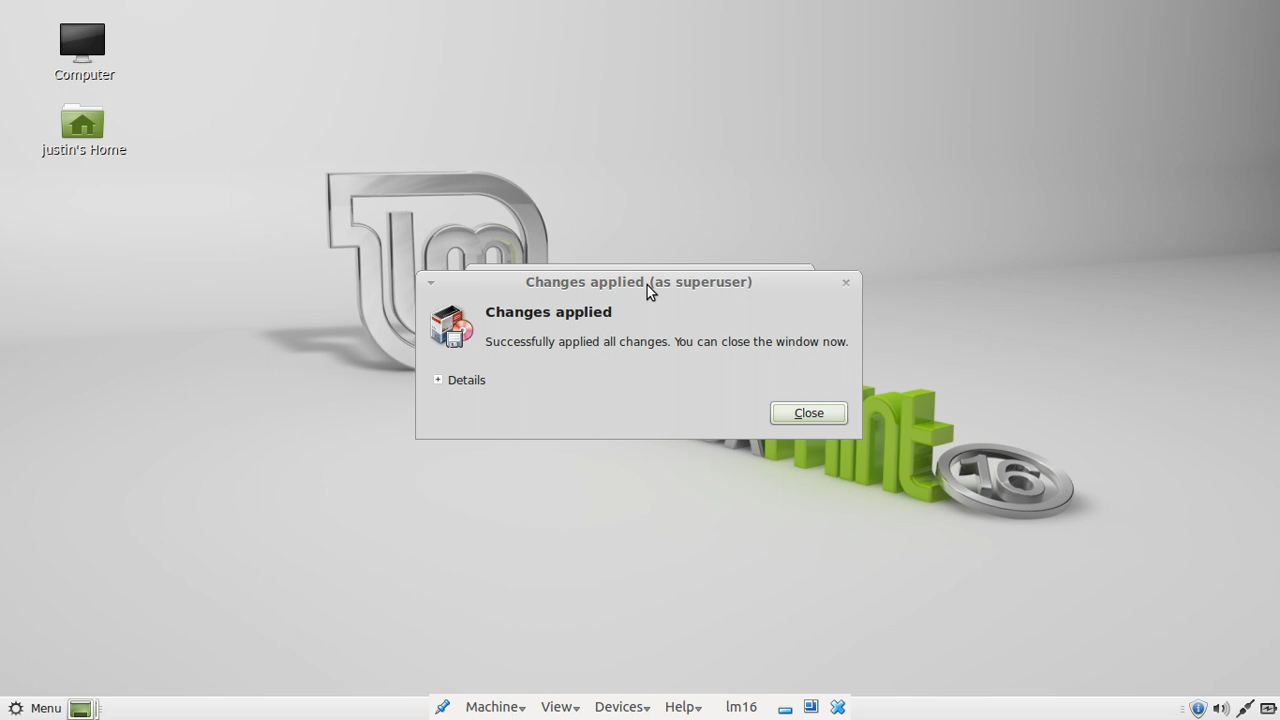 Computer
justin's Home
Changes applied (as superuser)
Changes applied
Successfully applied all changes. You can close the window now.
Details
Close
16
Menu
Machine
View
Devices
Help
lm16